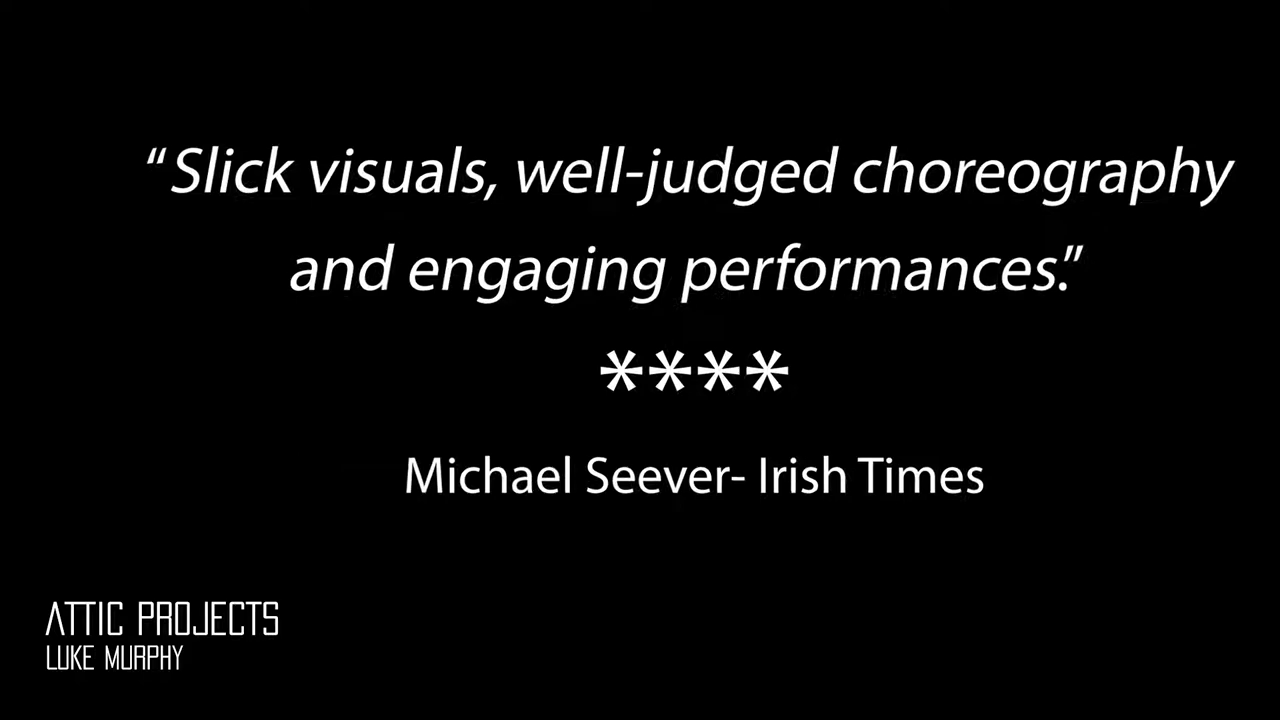 “Slick visuals, well-judged choreography
and engaging performances.”
****
Michael Seever- Irish Times
ATTIC PROJECTS
LUKE MURPHY